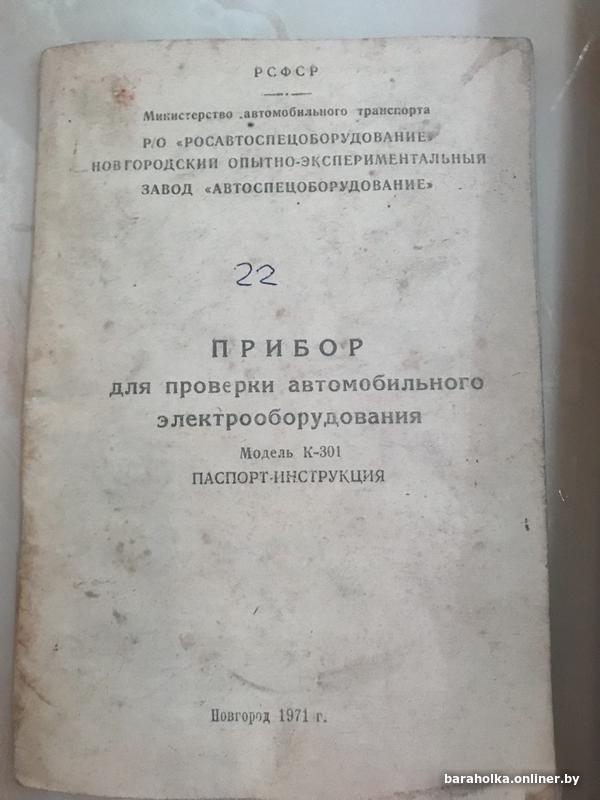 РСФСР
Министерство автомобильного транспорта
Р/О «РОСАВТОСПЕЦОБОРУДОВАНИЕ»
НОВГОРОДСКИЙ ОПЫТНО-ЭКСПЕРИМЕНТАЛЬНЫЙ
ЗАВОД «АВТОСПЕЦОБОРУДОВАНИЕ»
22
ПРИБОР
для проверки автомобильного
электрооборудования
Модель К-301
ПАСПОРТ-ИНСТРУКЦИЯ
Новгород 1971 г.
baraholka.onliner.by